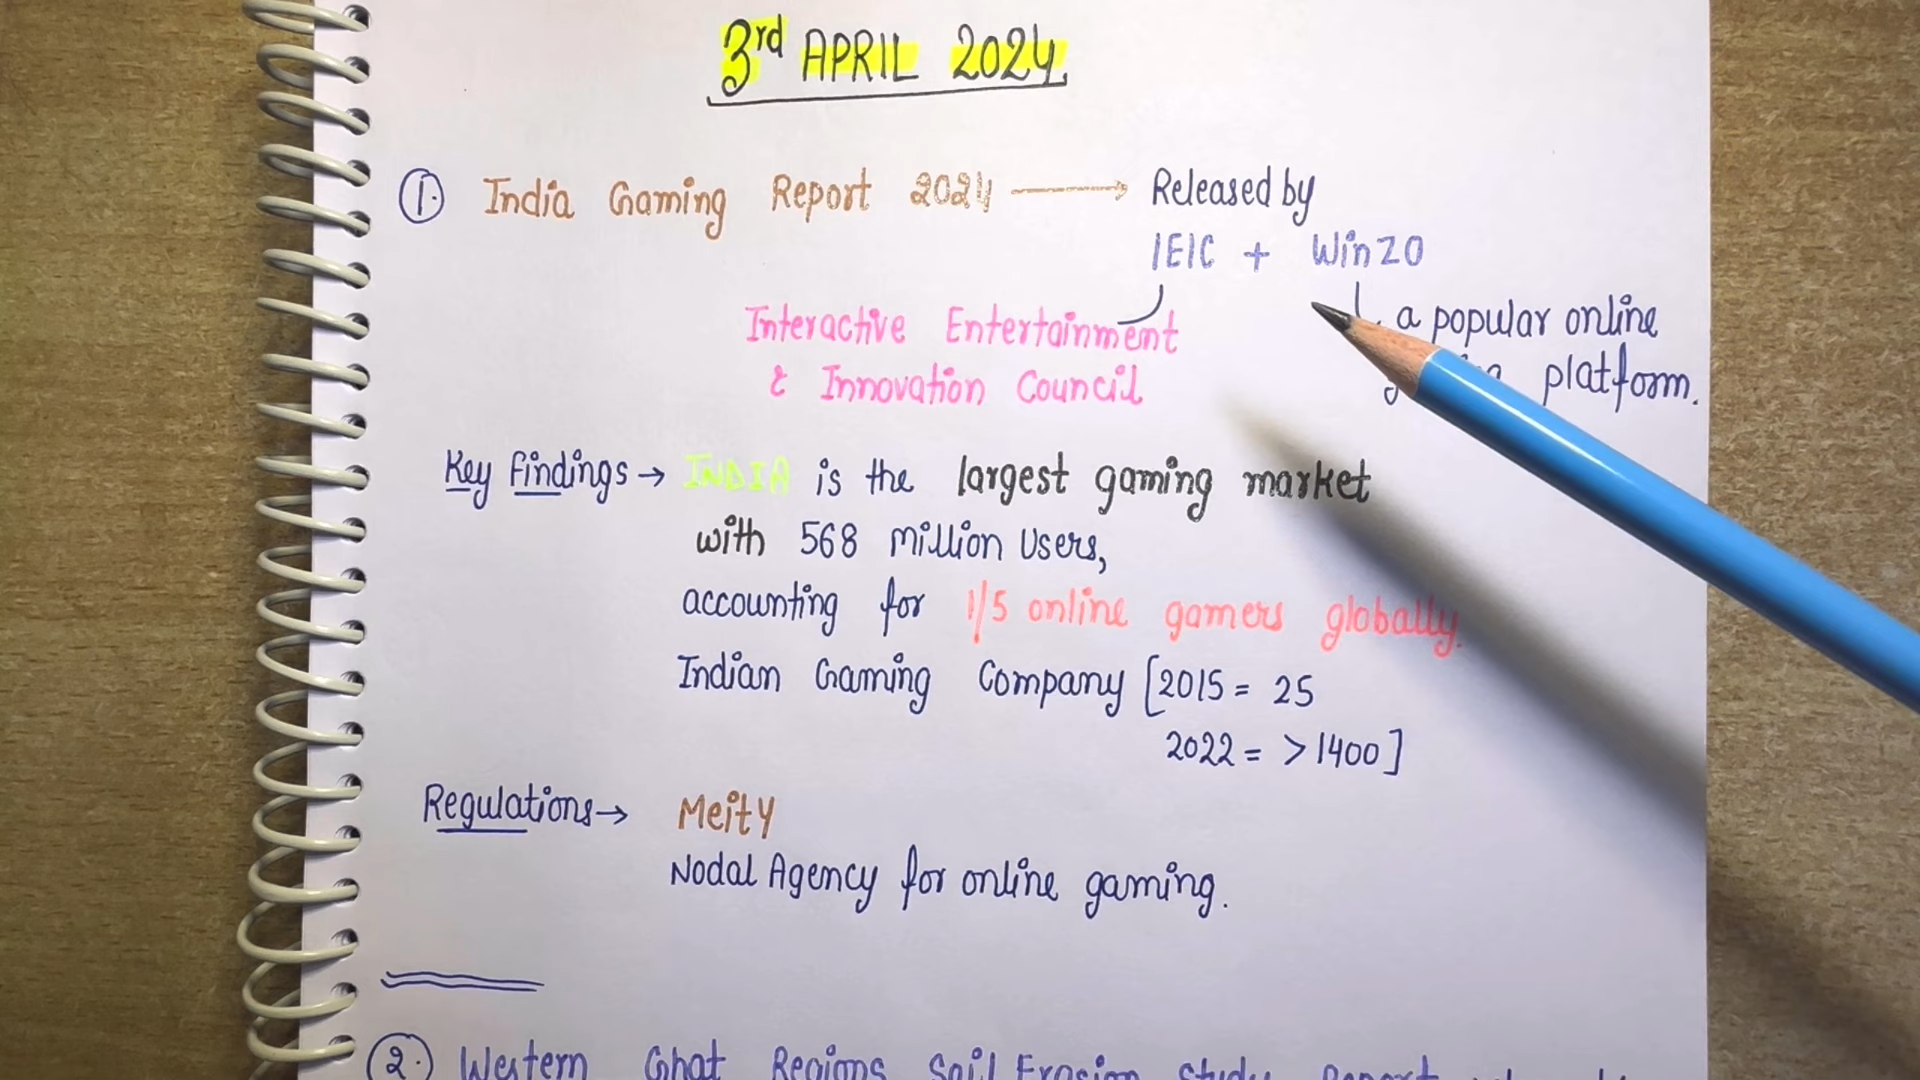 3rd APRIL 2024
1. India Gaming Report 2024 → Released by
IEIC + WinZO
Interactive Entertainment
& Innovation Council
a popular online
platform.
Key findings → INDIA is the largest gaming market
with 568 million Users,
accounting for 1/5 online gamers globally.
Indian Gaming Company [2015 = 25
2022 = >1400]
Regulations → MeitY
Nodal Agency for online gaming.
2. Western Ghat Regions Soil Erosion Study Report